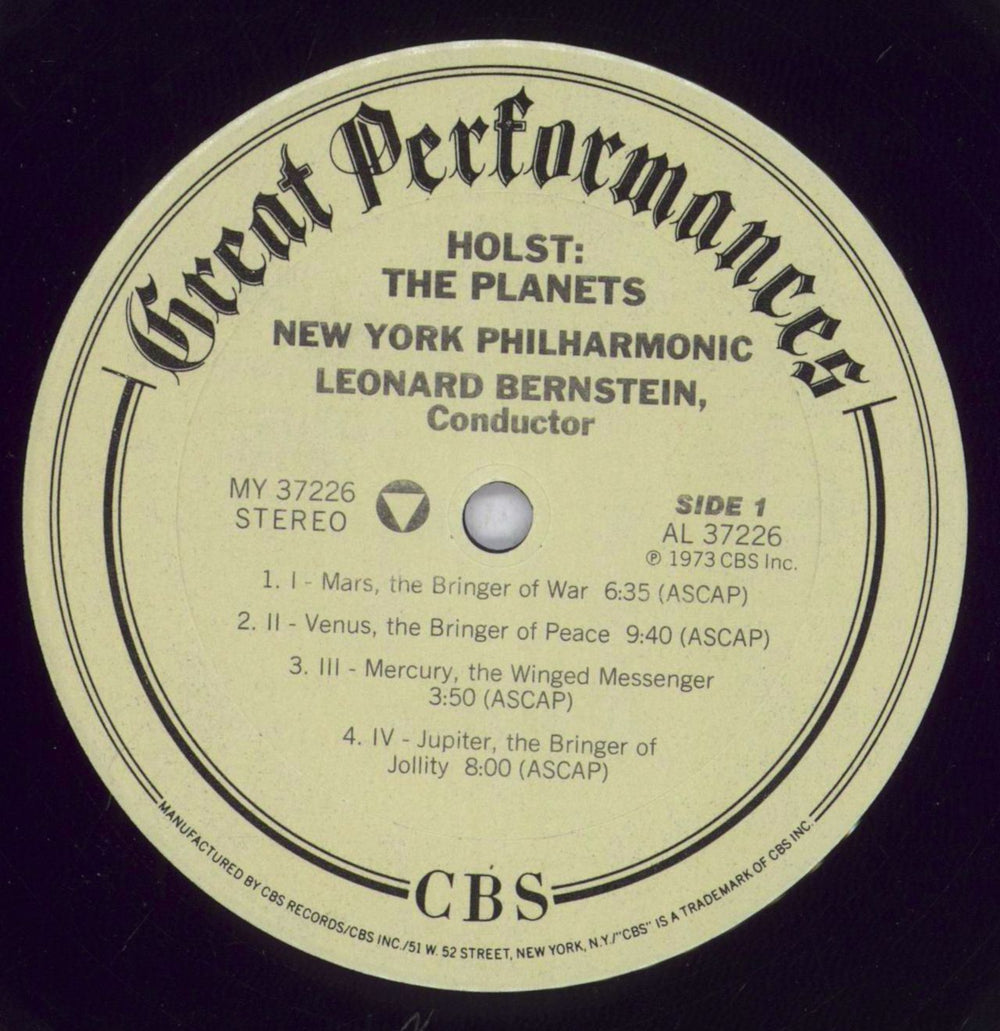 Great Performances
HOLST:
THE PLANETS
NEW YORK PHILHARMONIC
LEONARD BERNSTEIN,
Conductor
MY 37226
STEREO
SIDE 1
AL 37226
℗ 1973 CBS Inc.
1. I - Mars, the Bringer of War 6:35 (ASCAP)
2. II - Venus, the Bringer of Peace 9:40 (ASCAP)
3. III - Mercury, the Winged Messenger
3:50 (ASCAP)
4. IV - Jupiter, the Bringer of
Jollity 8:00 (ASCAP)
CBS
MANUFACTURED BY CBS RECORDS/CBS INC./51 W. 52 STREET, NEW YORK, N.Y./"CBS" IS A TRADEMARK OF CBS INC.